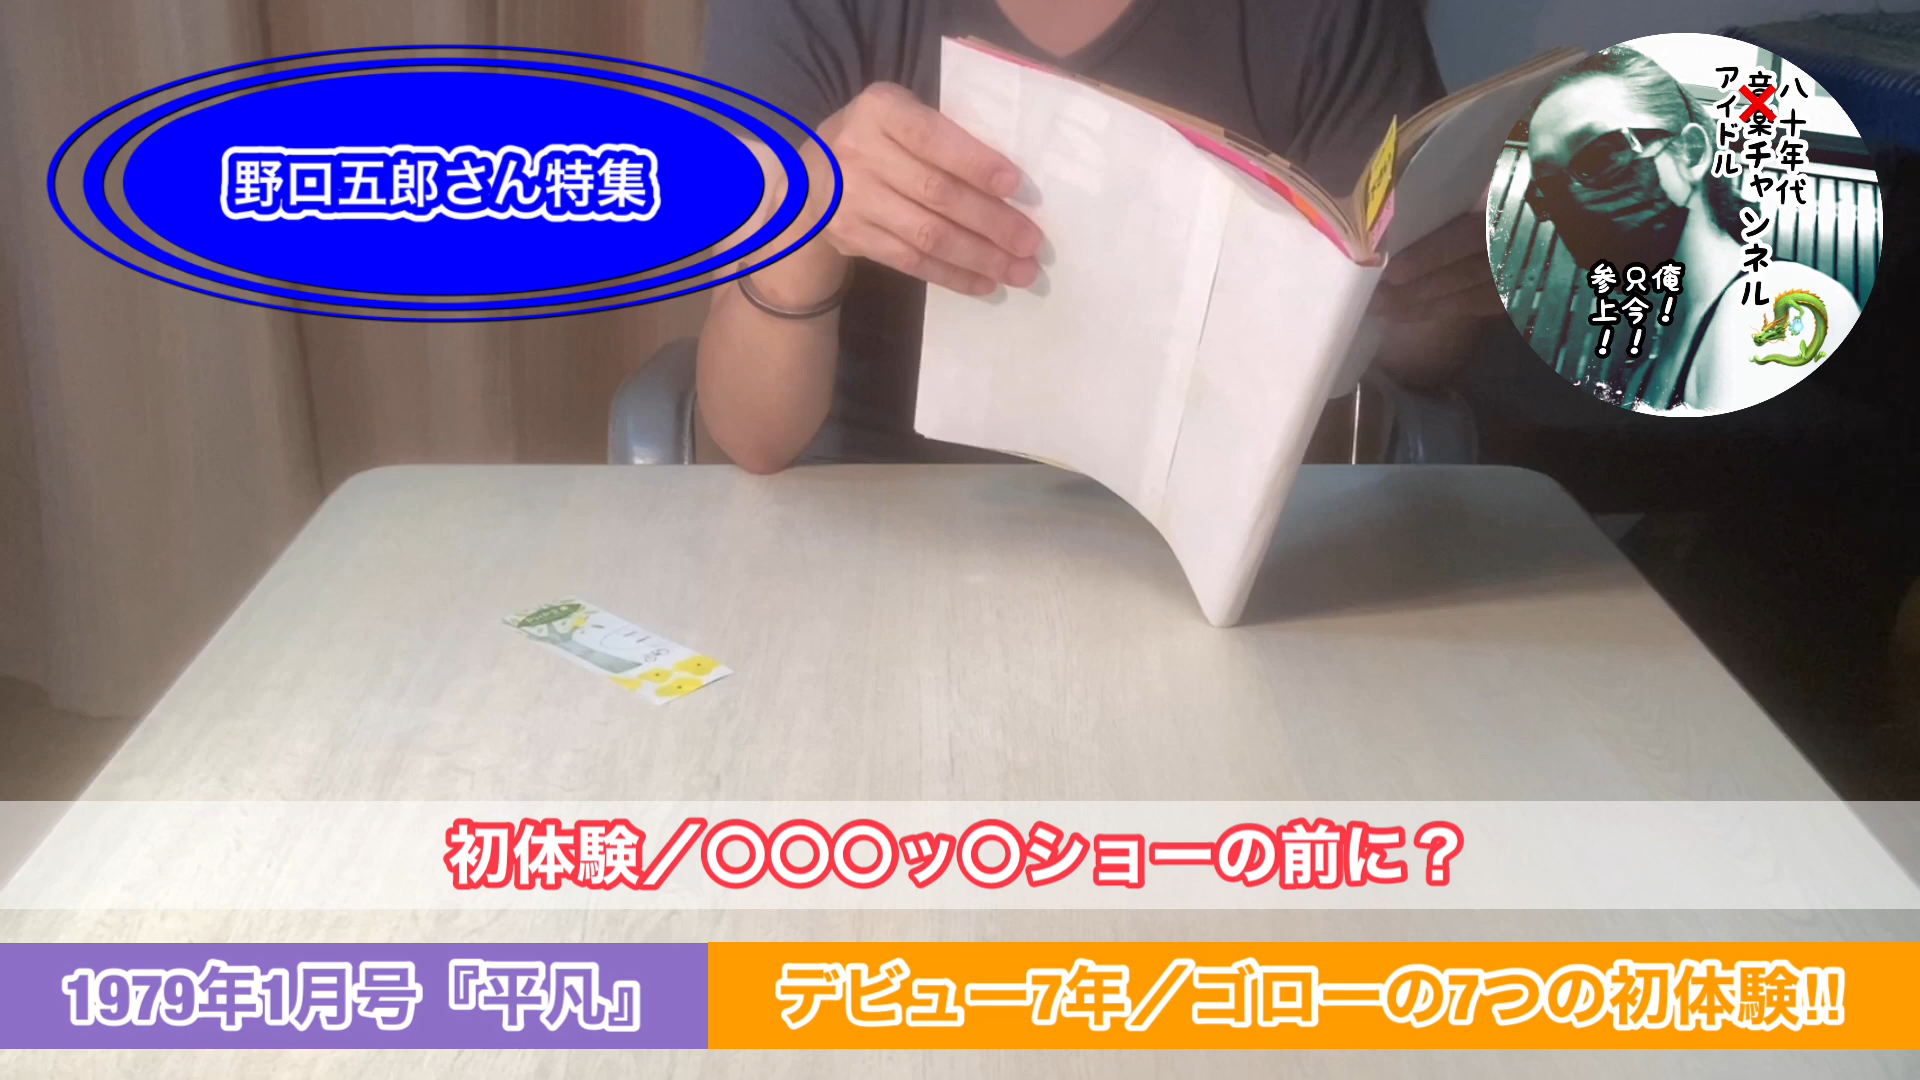 野口五郎さん特集
八十年代
音楽チャンネル
アイドル
俺！
只今！
参上！
初体験／〇〇〇ッ〇ショーの前に？
1979年1月号『平凡』
デビュー7年／ゴローの7つの初体験!!